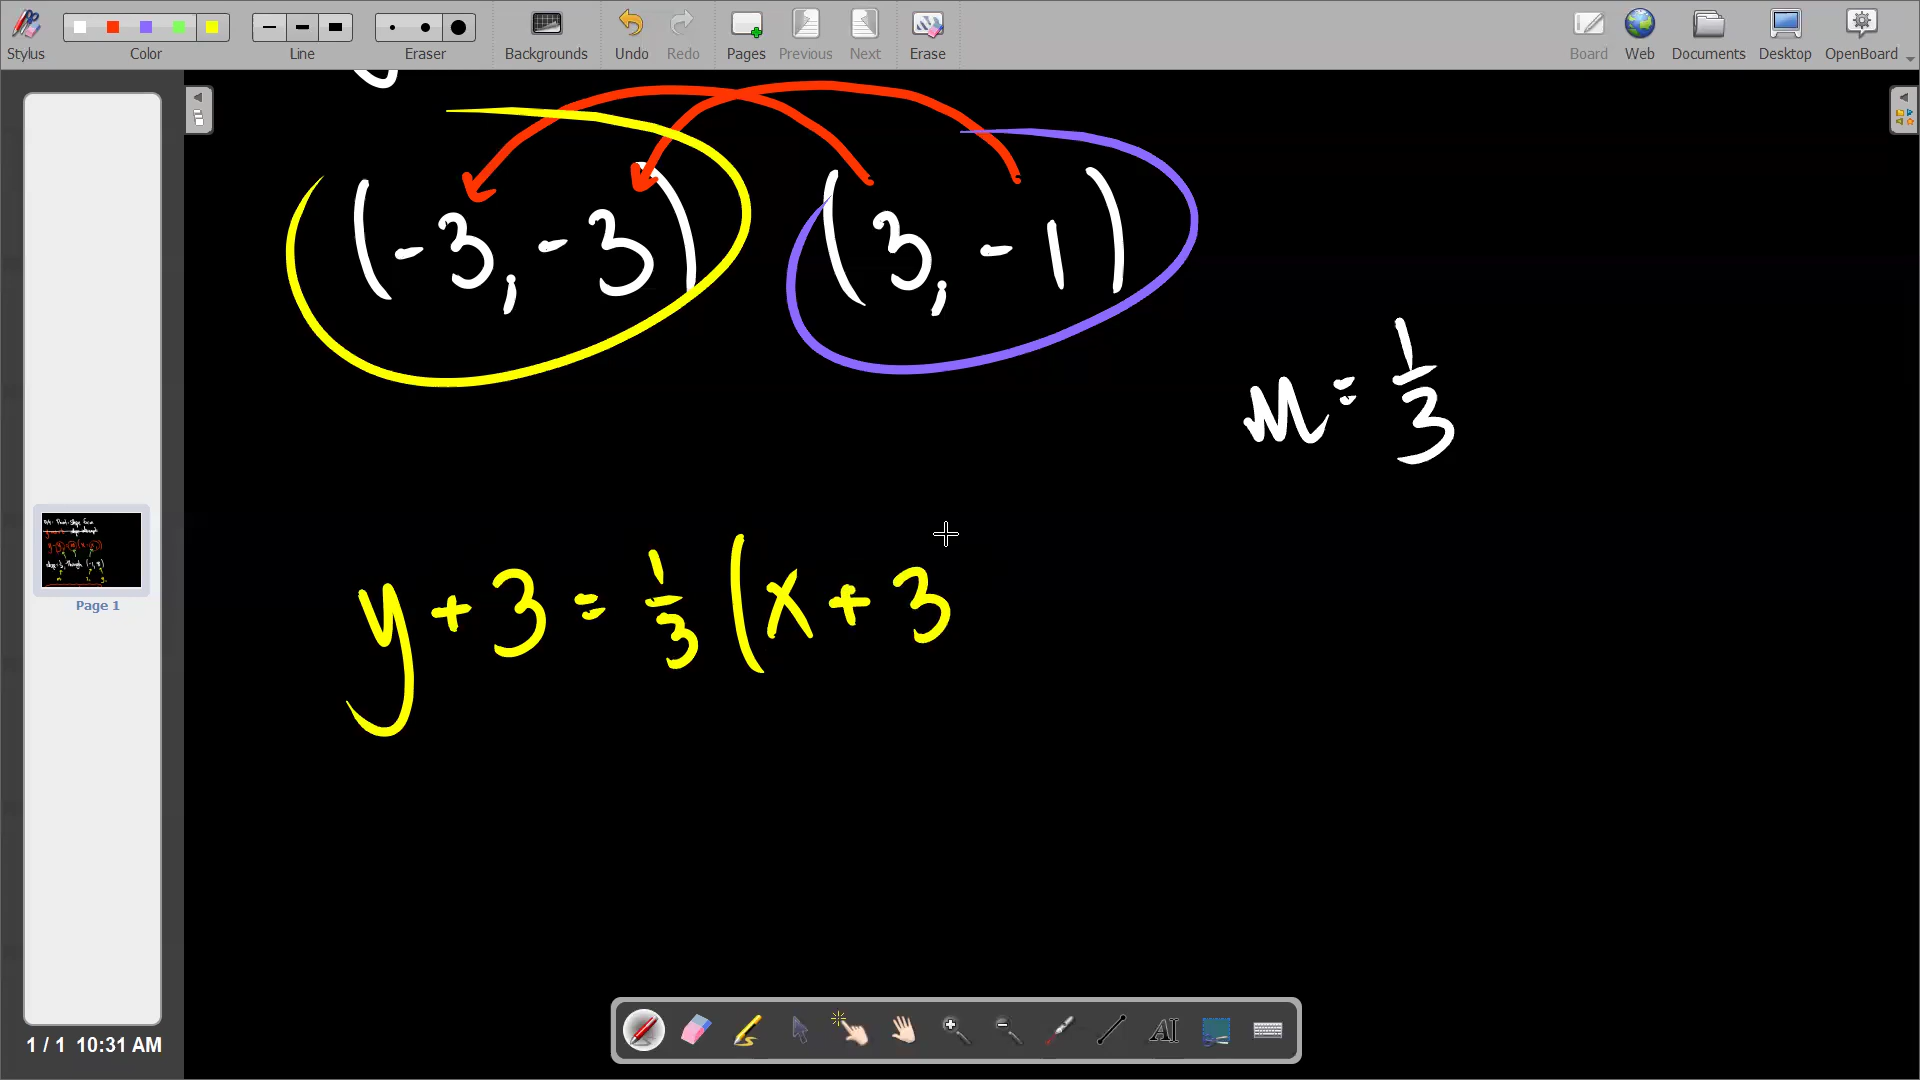 Stylus Color Line Eraser Backgrounds Undo Redo Pages Previous Next Erase Board Web Documents Desktop OpenBoard
(-3, -3) (3, -1)
m = 1/3
y + 3 = 1/3 (x + 3
Page 1
1 / 1 10:31 AM
AI